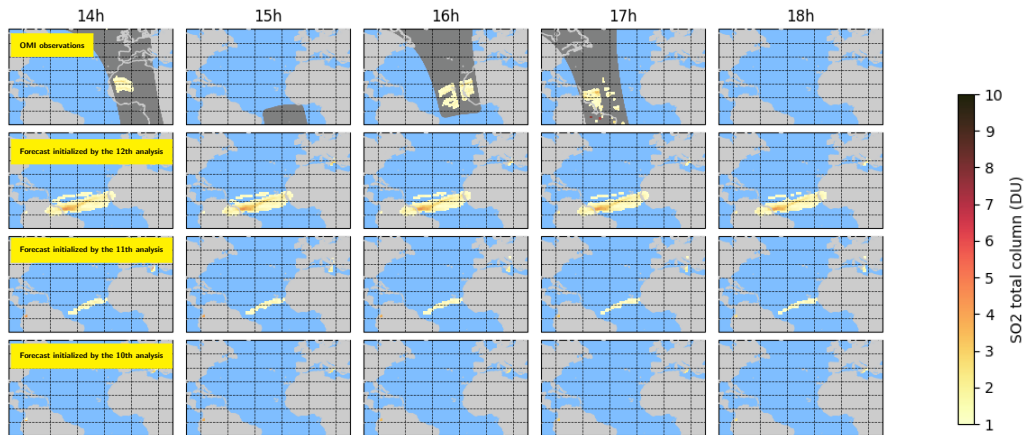 14h 15h 16h 17h 18h
OMI observations
Forecast initialized by the 12th analysis
Forecast initialized by the 11th analysis
Forecast initialized by the 10th analysis
10
9
8
7
6
5
4
3
2
1
SO2 total column (DU)